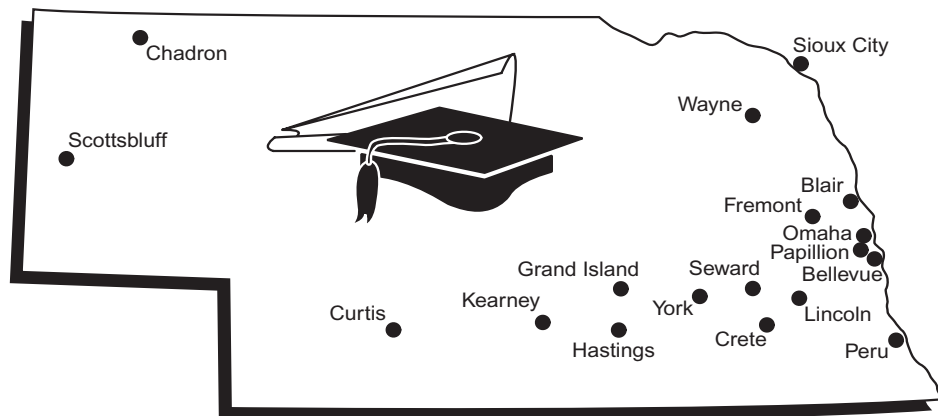 Sioux City
Chadron
Wayne
Scottsbluff
Blair
Fremont
Omaha
Papillion
Bellevue
Grand Island
Seward
Kearney
York
Curtis
Lincoln
Crete
Hastings
Peru